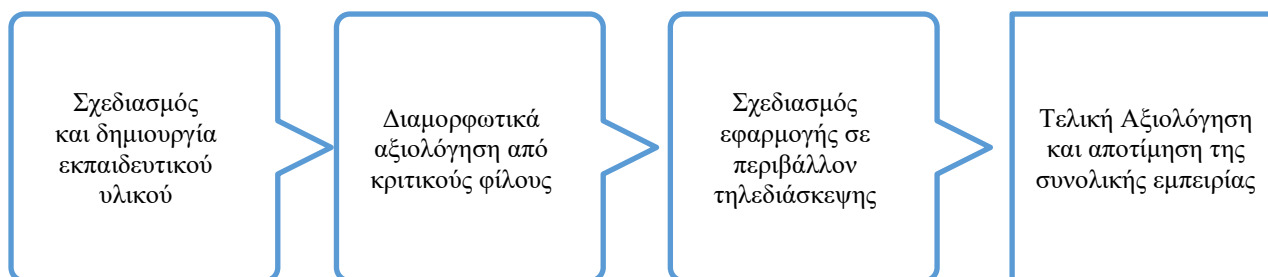 Σχεδιασμός
και δημιουργία
εκπαιδευτικού
υλικού
Διαμορφωτικά
αξιολόγηση από
κριτικούς φίλους
Σχεδιασμός
εφαρμογής σε
περιβάλλον
τηλεδιάσκεψης
Τελική Αξιολόγηση
και αποτίμηση της
συνολικής εμπειρίας